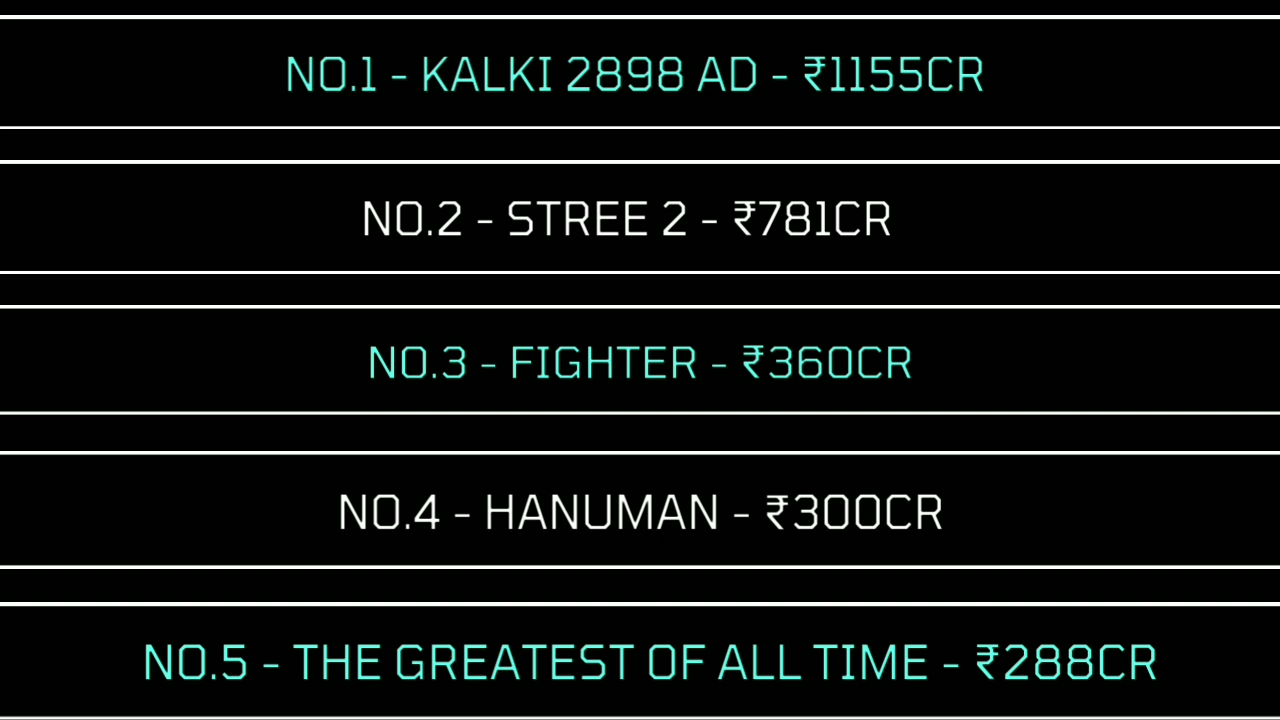 NO.1 - KALKI 2898 AD - ₹1155CR
NO.2 - STREE 2 - ₹781CR
NO.3 - FIGHTER - ₹360CR
NO.4 - HANUMAN - ₹300CR
NO.5 - THE GREATEST OF ALL TIME - ₹288CR